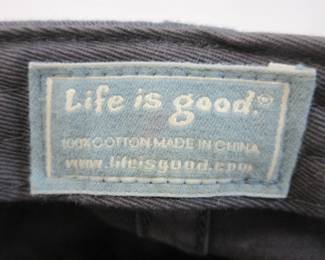 Life is good.®
100% COTTON MADE IN CHINA
www.lifeisgood.com